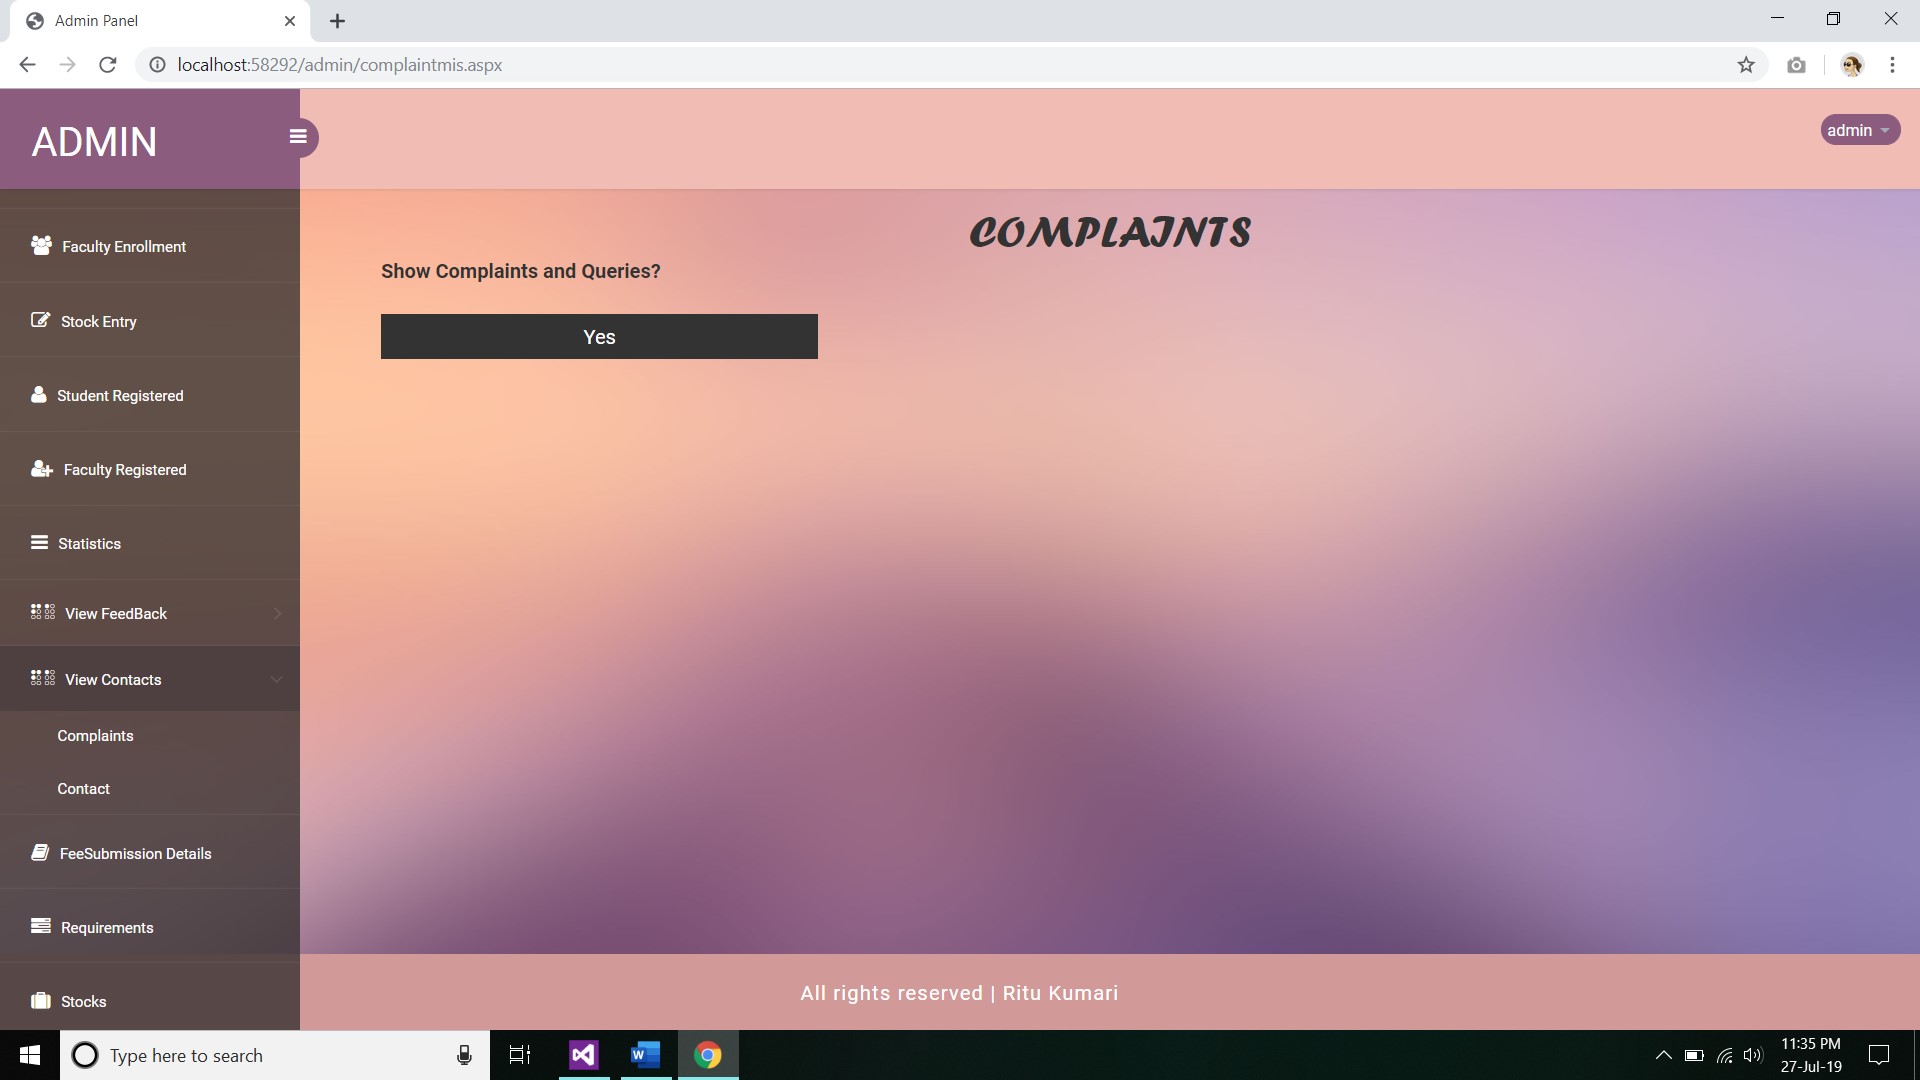 Admin Panel
localhost:58292/admin/complaintmis.aspx
ADMIN
admin
Faculty Enrollment
Stock Entry
Student Registered
Faculty Registered
Statistics
View FeedBack
View Contacts
Complaints
Contact
FeeSubmission Details
Requirements
Stocks
COMPLAINTS
Show Complaints and Queries?
Yes
All rights reserved | Ritu Kumari
Type here to search
W
11:35 PM
27-Jul-19